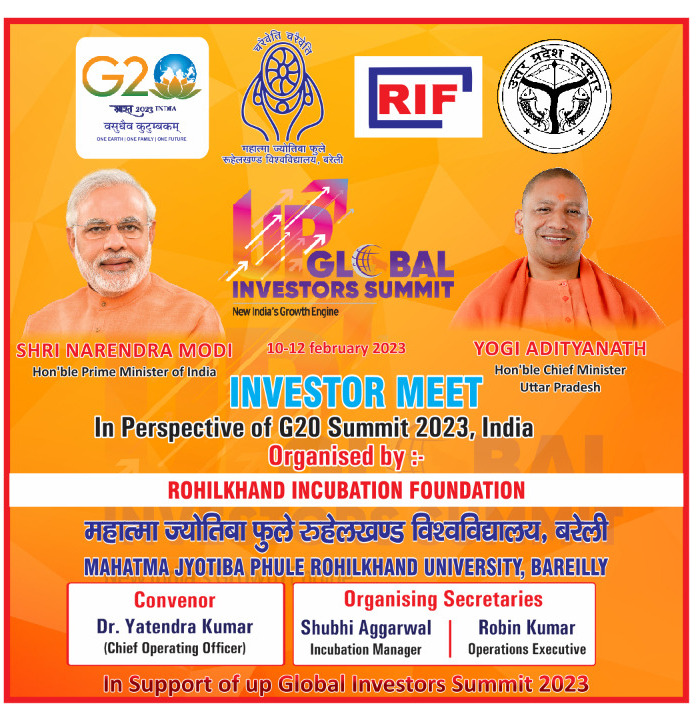 G20
भारत 2023 INDIA
वसुधैव कुटुम्बकम्
ONE EARTH | ONE FAMILY | ONE FUTURE
चरैवेति चरैवेति
महात्मा ज्योतिबा फुले
रुहेलखण्ड विश्वविद्यालय, बरेली
RIF
उत्तर प्रदेश सरकार
UP
GLOBAL
INVESTORS SUMMIT
New India's Growth Engine
SHRI NARENDRA MODI
Hon'ble Prime Minister of India
10-12 february 2023
YOGI ADITYANATH
Hon'ble Chief Minister
Uttar Pradesh
INVESTOR MEET
In Perspective of G20 Summit 2023, India
Organised by :-
ROHILKHAND INCUBATION FOUNDATION
महात्मा ज्योतिबा फुले रुहेलखण्ड विश्वविद्यालय, बरेली
MAHATMA JYOTIBA PHULE ROHILKHAND UNIVERSITY, BAREILLY
Convenor
Dr. Yatendra Kumar
(Chief Operating Officer)
Organising Secretaries
Shubhi Aggarwal
Incubation Manager
Robin Kumar
Operations Executive
In Support of up Global Investors Summit 2023